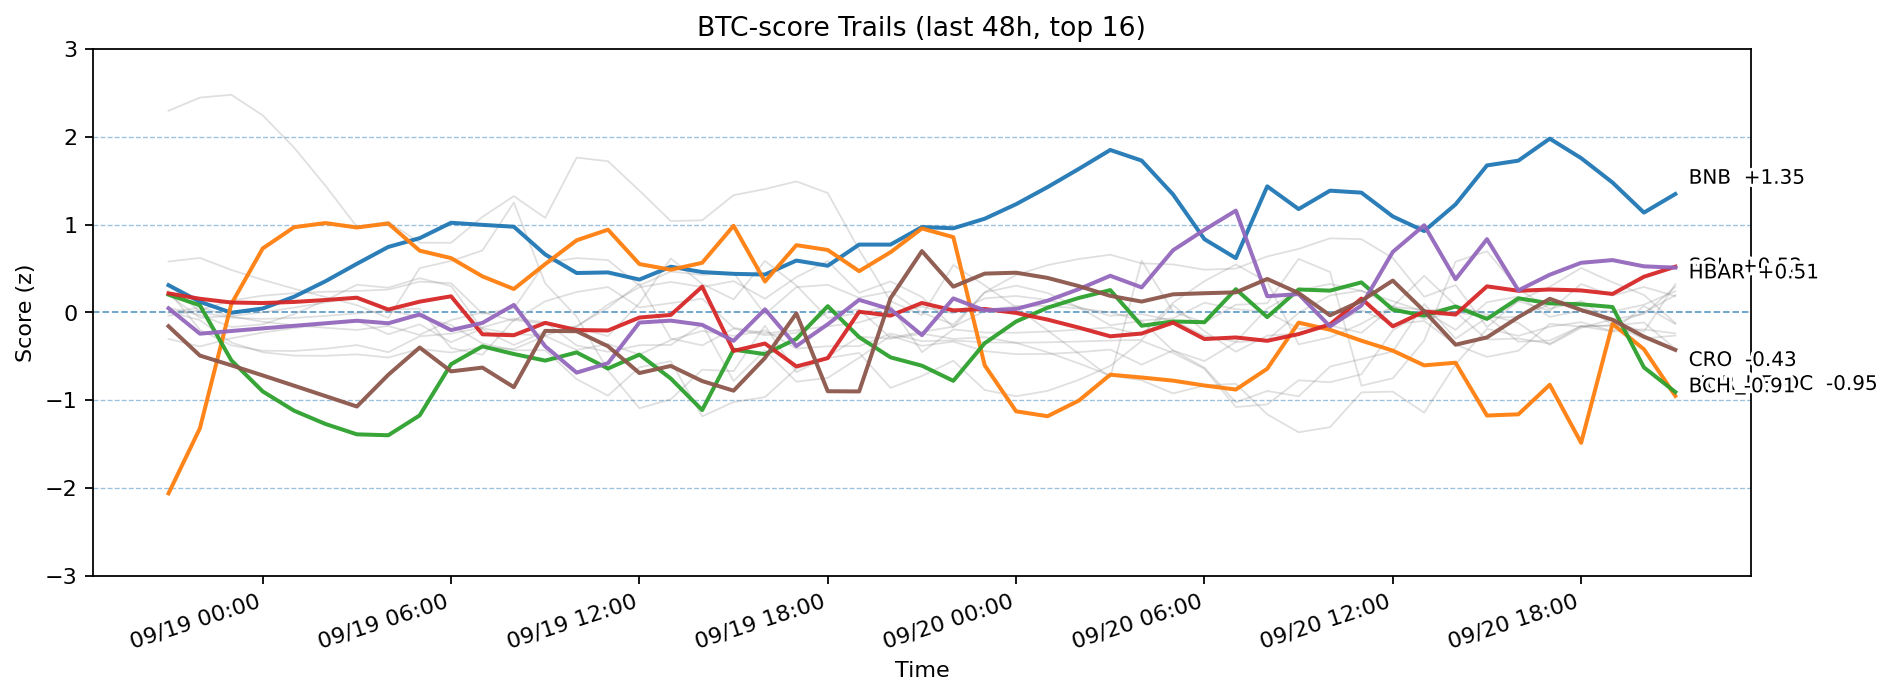 BTC-score Trails (last 48h, top 16)
Score (z)
3
2
1
0
−1
−2
−3
BNB +1.35
HBAR +0.51
CRO -0.43
BCH -0.91
-0.95
09/19 00:00
09/19 06:00
09/19 12:00
09/19 18:00
09/20 00:00
09/20 06:00
09/20 12:00
09/20 18:00
Time